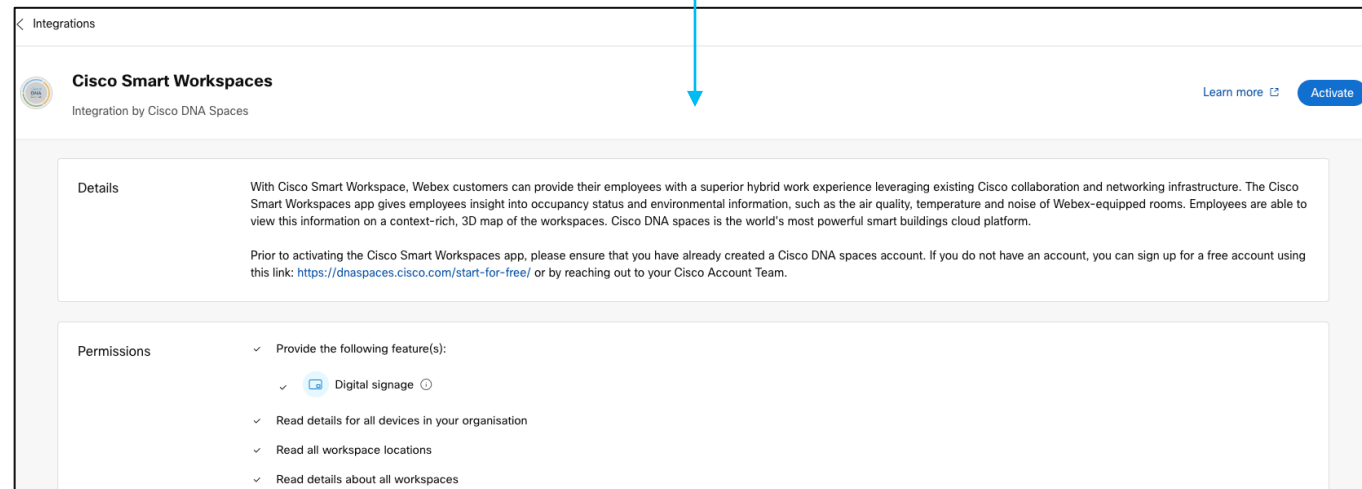 Integrations
Cisco Smart Workspaces
Integration by Cisco DNA Spaces
Learn more
Activate
Details
With Cisco Smart Workspace, Webex customers can provide their employees with a superior hybrid work experience leveraging existing Cisco collaboration and networking infrastructure. The Cisco
Smart Workspaces app gives employees insight into occupancy status and environmental information, such as the air quality, temperature and noise of Webex-equipped rooms. Employees are able to
view this information on a context-rich, 3D map of the workspaces. Cisco DNA spaces is the world's most powerful smart buildings cloud platform.
Prior to activating the Cisco Smart Workspaces app, please ensure that you have already created a Cisco DNA spaces account. If you do not have an account, you can sign up for a free account using
this link: https://dnaspaces.cisco.com/start-for-free/ or by reaching out to your Cisco Account Team.
Permissions
Provide the following feature(s):
Digital signage
Read details for all devices in your organisation
Read all workspace locations
Read details about all workspaces